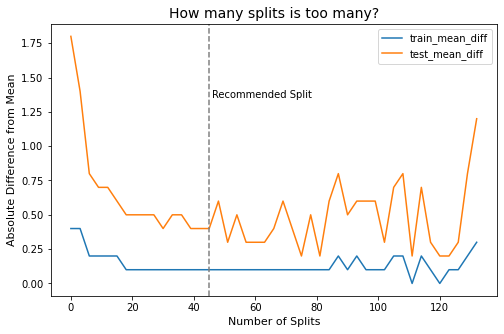 How many splits is too many?
train_mean_diff
test_mean_diff
Recommended Split
Absolute Difference from Mean
1.75
1.50
1.25
1.00
0.75
0.50
0.25
0.00
0
20
40
60
80
100
120
Number of Splits